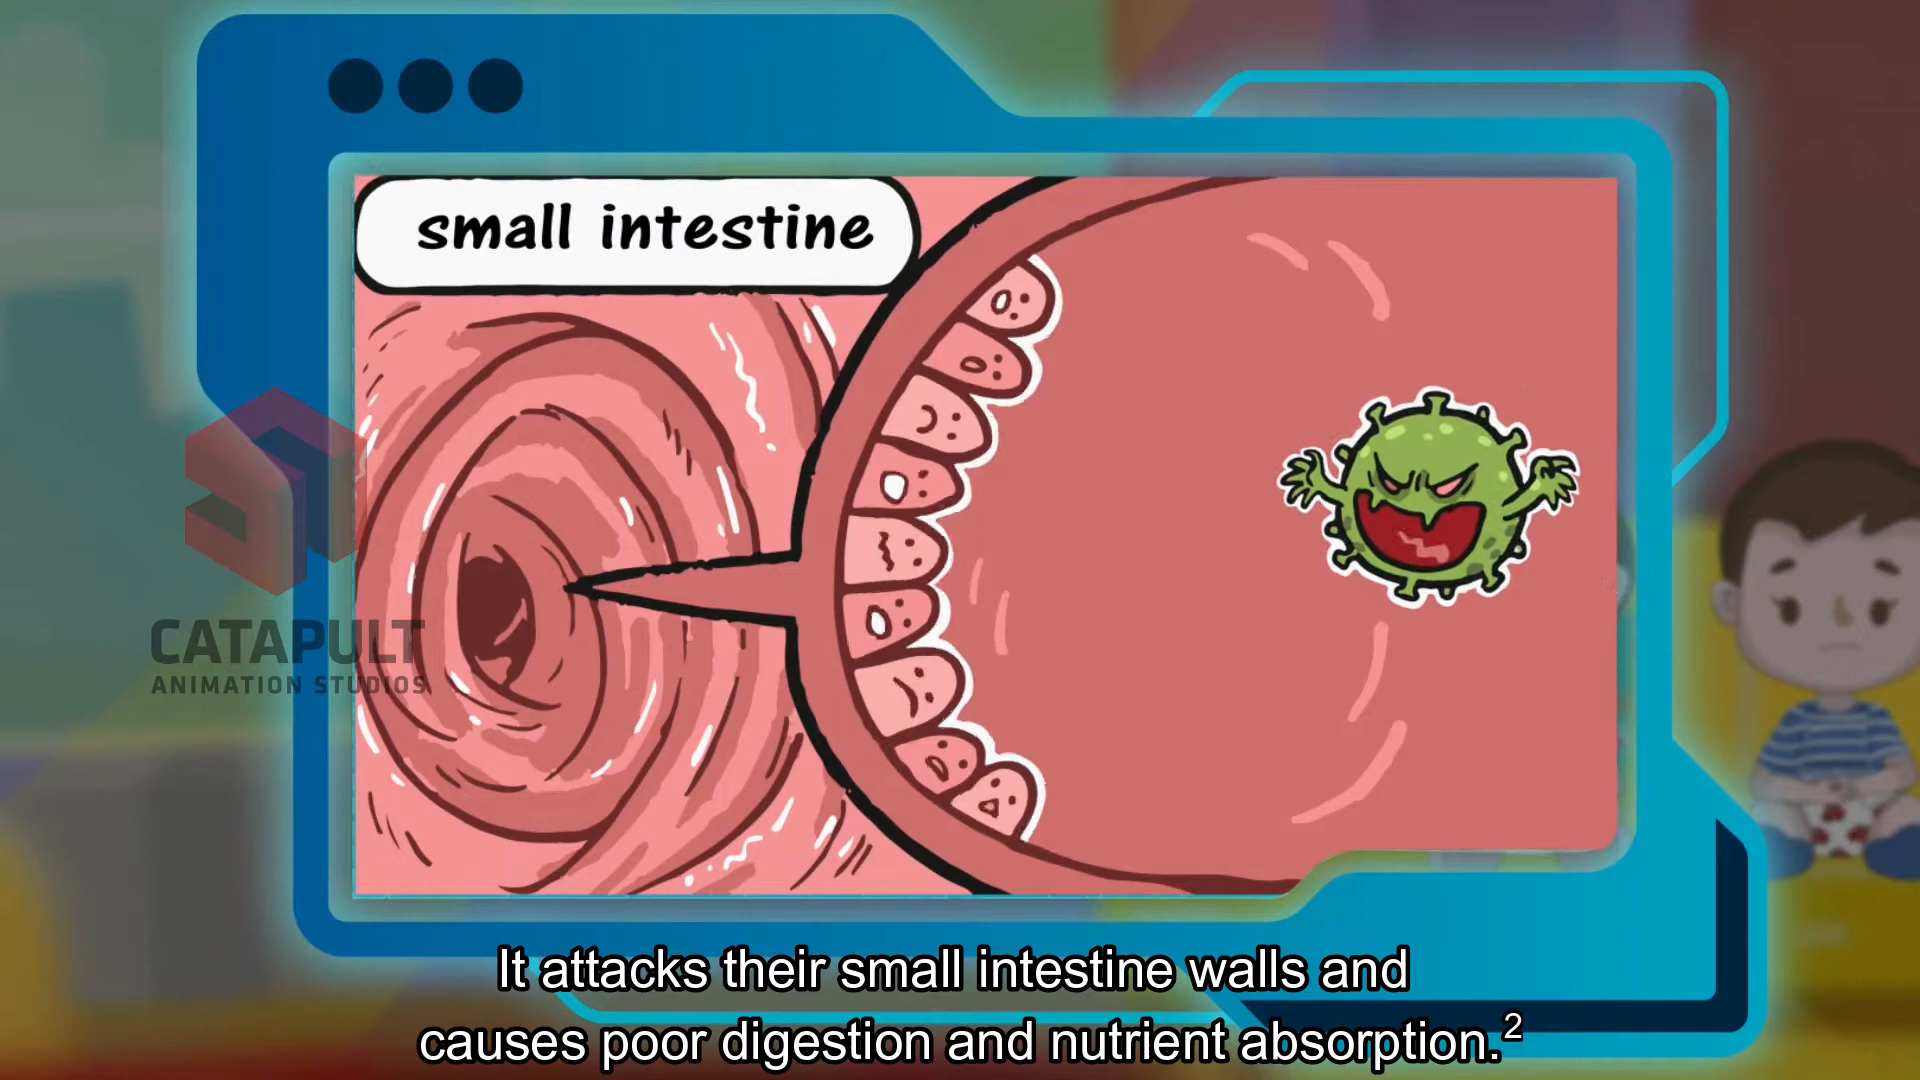 small intestine
CATAPULT
ANIMATION STUDIOS
It attacks their small intestine walls and
causes poor digestion and nutrient absorption.²